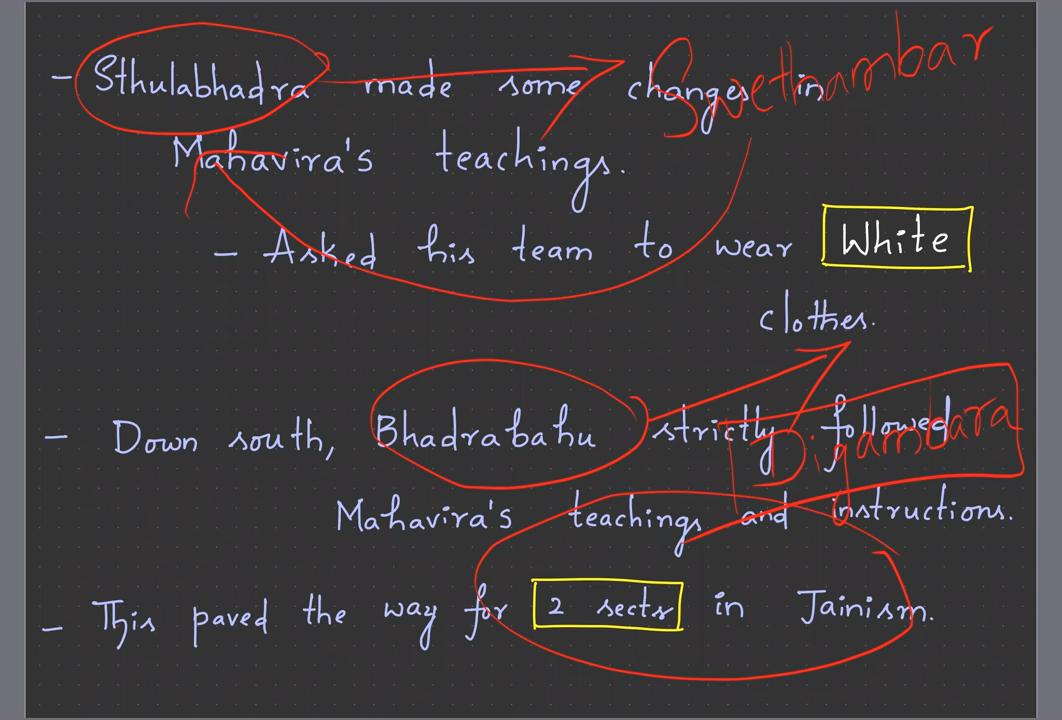 - Sthulabhadra made some changes in
Swethambar
Mahavira's teachings.
- Asked his team to wear White
clothes.
- Down south, Bhadrabahu strictly followed
Digambara
Mahavira's teachings and instructions.
- This paved the way for 2 sects in Jainism.